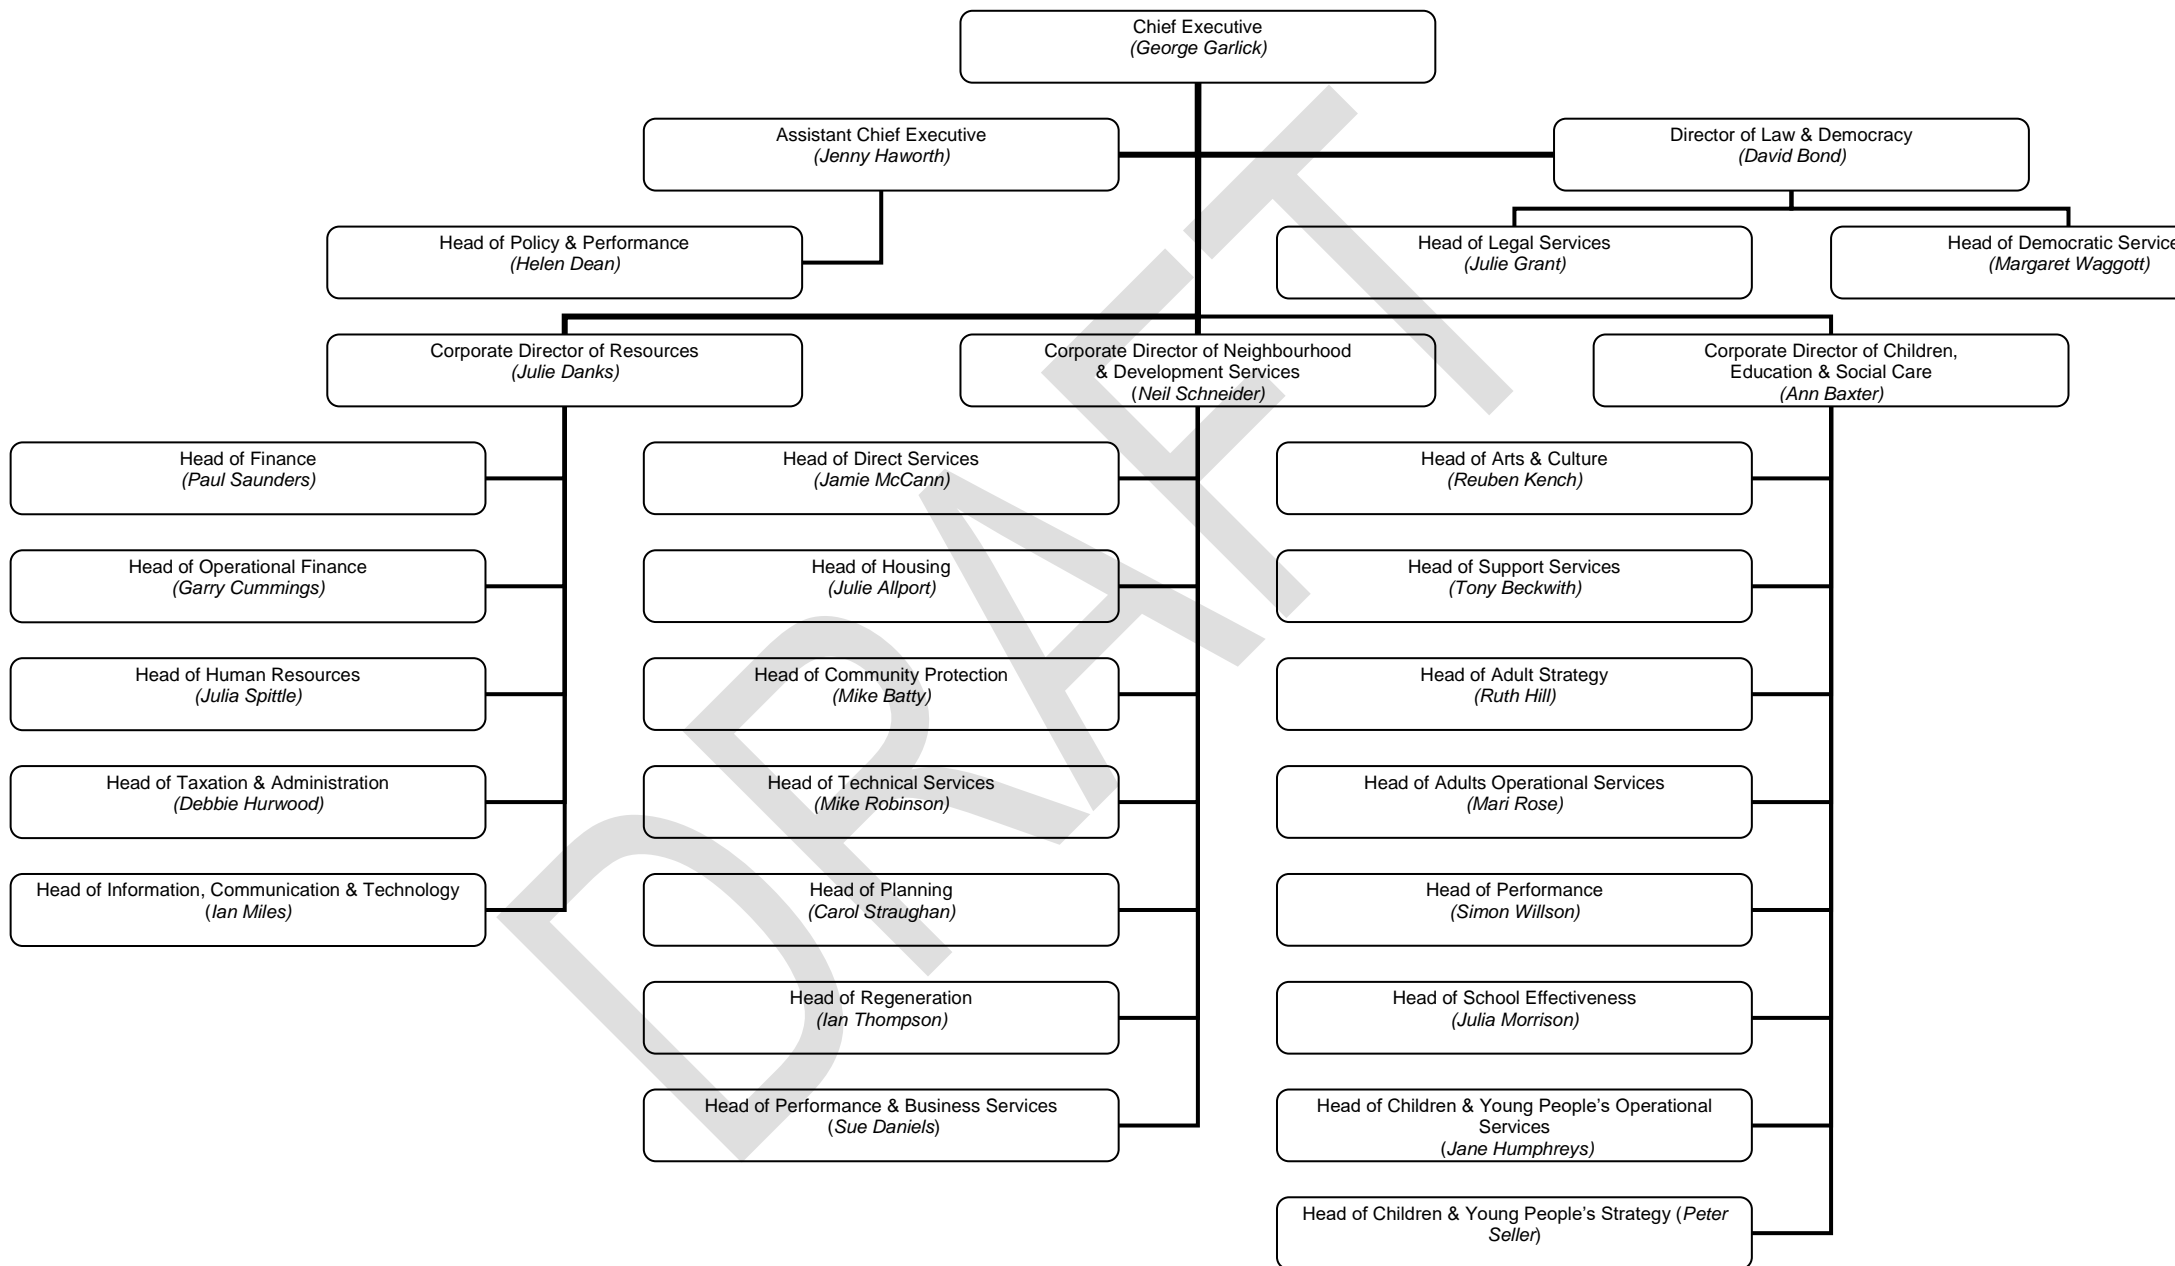 Chief Executive
(George Garlick)
Assistant Chief Executive
(Jenny Haworth)
Director of Law & Democracy
(David Bond)
Head of Policy & Performance
(Helen Dean)
Head of Legal Services
(Julie Grant)
Head of Democratic Service
(Margaret Waggott)
Corporate Director of Resources
(Julie Danks)
Corporate Director of Neighbourhood
& Development Services
(Neil Schneider)
Corporate Director of Children,
Education & Social Care
(Ann Baxter)
Head of Finance
(Paul Saunders)
Head of Direct Services
(Jamie McCann)
Head of Arts & Culture
(Reuben Kench)
Head of Operational Finance
(Garry Cummings)
Head of Housing
(Julie Allport)
Head of Support Services
(Tony Beckwith)
Head of Human Resources
(Julia Spittle)
Head of Community Protection
(Mike Batty)
Head of Adult Strategy
(Ruth Hill)
Head of Taxation & Administration
(Debbie Hurwood)
Head of Technical Services
(Mike Robinson)
Head of Adults Operational Services
(Mari Rose)
Head of Information, Communication & Technology
(Ian Miles)
Head of Planning
(Carol Straughan)
Head of Performance
(Simon Willson)
Head of Regeneration
(Ian Thompson)
Head of School Effectiveness
(Julia Morrison)
Head of Performance & Business Services
(Sue Daniels)
Head of Children & Young People’s Operational
Services
(Jane Humphreys)
Head of Children & Young People’s Strategy (Peter
Seller)
DRAFT